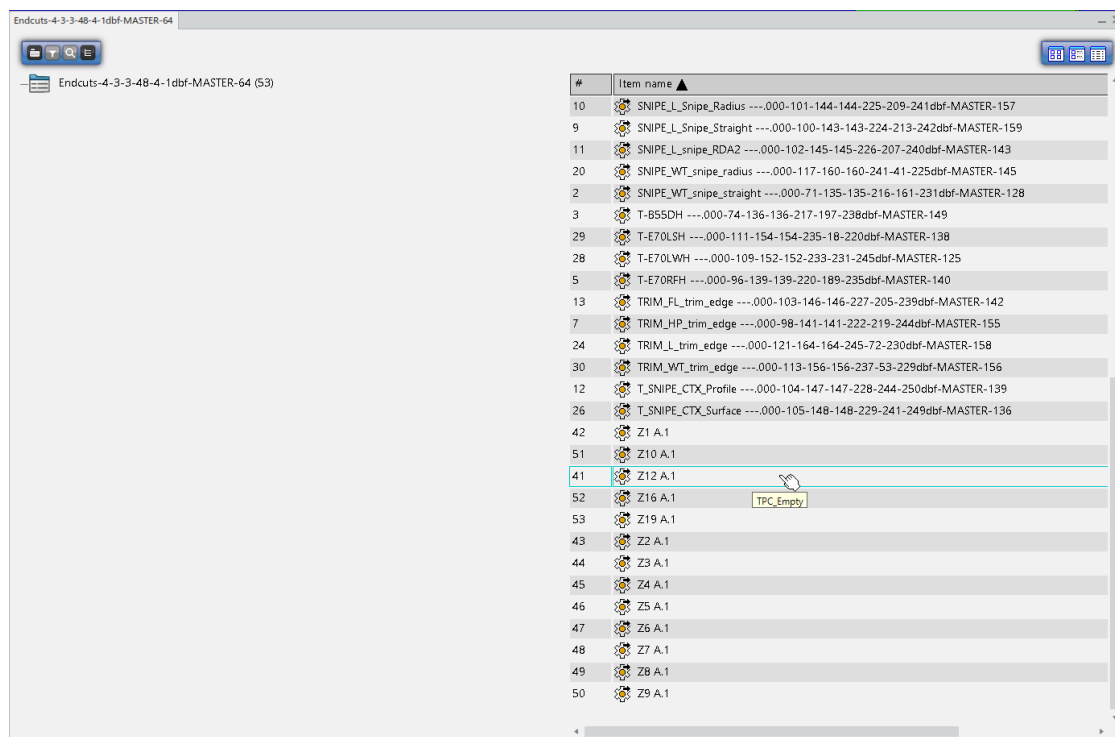 Endcuts-4-3-3-48-4-1dbf-MASTER-64
Endcuts-4-3-3-48-4-1dbf-MASTER-64 (53)
# Item name
10 SNIPE_L_Snipe_Radius ---.000-101-144-144-225-209-241dbf-MASTER-157
9 SNIPE_L_Snipe_Straight ---.000-100-143-143-224-213-242dbf-MASTER-159
11 SNIPE_L_snipe_RDA2 ---.000-102-145-145-226-207-240dbf-MASTER-143
20 SNIPE_WT_snipe_radius ---.000-117-160-160-241-41-225dbf-MASTER-145
2 SNIPE_WT_snipe_straight ---.000-71-135-135-216-161-231dbf-MASTER-128
3 T-B55DH ---.000-74-136-136-217-197-238dbf-MASTER-149
29 T-E70LSH ---.000-111-154-154-235-18-220dbf-MASTER-138
28 T-E70LWH ---.000-109-152-152-233-231-245dbf-MASTER-125
5 T-E70RFH ---.000-96-139-139-220-189-235dbf-MASTER-140
13 TRIM_FL_trim_edge ---.000-103-146-146-227-205-239dbf-MASTER-142
7 TRIM_HP_trim_edge ---.000-98-141-141-222-219-244dbf-MASTER-155
24 TRIM_L_trim_edge ---.000-121-164-164-245-72-230dbf-MASTER-158
30 TRIM_WT_trim_edge ---.000-113-156-156-237-53-229dbf-MASTER-156
12 T_SNIPE_CTX_Profile ---.000-104-147-147-228-244-250dbf-MASTER-139
26 T_SNIPE_CTX_Surface ---.000-105-148-148-229-241-249dbf-MASTER-136
42 Z1 A.1
51 Z10 A.1
41 Z12 A.1
52 Z16 A.1
TPC_Empty
53 Z19 A.1
43 Z2 A.1
44 Z3 A.1
45 Z4 A.1
46 Z5 A.1
47 Z6 A.1
48 Z7 A.1
49 Z8 A.1
50 Z9 A.1